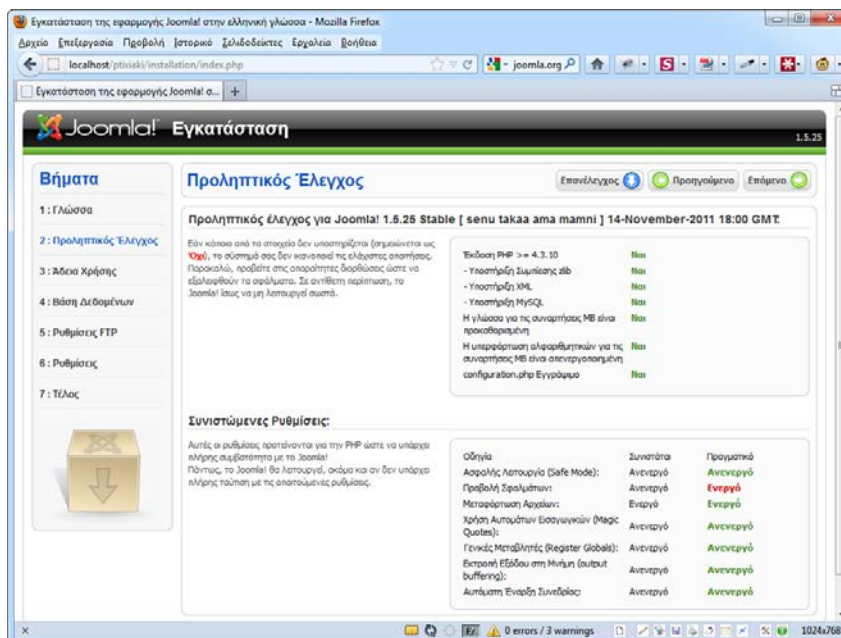 Εγκατάσταση της εφαρμογής Joomla! στην ελληνική γλώσσα - Mozilla Firefox
Αρχείο Επεξεργασία Προβολή Ιστορικό Σελιδοδείκτες Εργαλεία Βοήθεια
localhost/ptixiaki/installation/index.php
joomla.org
Εγκατάσταση της εφαρμογής Joomla! σ...
Joomla! Εγκατάσταση
1.5.25
Βήματα
1 : Γλώσσα
2 : Προληπτικός Έλεγχος
3 : Άδεια Χρήσης
4 : Βάση Δεδομένων
5 : Ρυθμίσεις FTP
6 : Ρυθμίσεις
7 : Τέλος
Προληπτικός Έλεγχος
Επανέλεγχος Προηγούμενο Επόμενο
Προληπτικός έλεγχος για Joomla! 1.5.25 Stable [ senu takaa ama mamni ] 14-November-2011 18:00 GMT:
Εάν κάποιο από τα στοιχεία δεν υποστηρίζεται (σημειώνεται ως
Όχι), το σύστημά σας δεν ικανοποιεί τις ελάχιστες απαιτήσεις.
Παρακαλώ, προβείτε στις απαραίτητες διορθώσεις ώστε να
εξαλειφθούν τα σφάλματα. Σε αντίθετη περίπτωση, το
Joomla! ίσως να μη λειτουργεί σωστά.
Έκδοση PHP >= 4.3.10 Ναι
- Υποστήριξη Συμπίεσης zlib Ναι
- Υποστήριξη XML Ναι
- Υποστήριξη MySQL Ναι
Η γλώσσα για τις συναρτήσεις MB είναι Ναι
προκαθορισμένη
Η υπερφόρτωση αλφαριθμητικών για τις Ναι
συναρτήσεις MB είναι απενεργοποιημένη
configuration.php Εγγράψιμο Ναι
Συνιστώμενες Ρυθμίσεις:
Αυτές οι ρυθμίσεις προτείνονται για την PHP ώστε να υπάρχει
πλήρης συμβατότητα με το Joomla!
Πάντως, το Joomla! θα λειτουργεί, ακόμα και αν δεν υπάρχει
πλήρης ταύτιση με τις απαιτούμενες ρυθμίσεις.
Οδηγία Συνιστάται Πραγματικό
Ασφαλής Λειτουργία (Safe Mode): Ανενεργό Ανενεργό
Προβολή Σφαλμάτων: Ανενεργό Ενεργό
Μεταφόρτωση Αρχείων: Ενεργό Ενεργό
Χρήση Αυτομάτων Εισαγωγικών (Magic
Quotes): Ανενεργό Ανενεργό
Γενικές Μεταβλητές (Register Globals): Ανενεργό Ανενεργό
Εκτροπή Εξόδου στη Μνήμη (output
buffering): Ανενεργό Ανενεργό
Αυτόματη Έναρξη Συνεδρίας: Ανενεργό Ανενεργό
0 errors / 3 warnings
1024x768